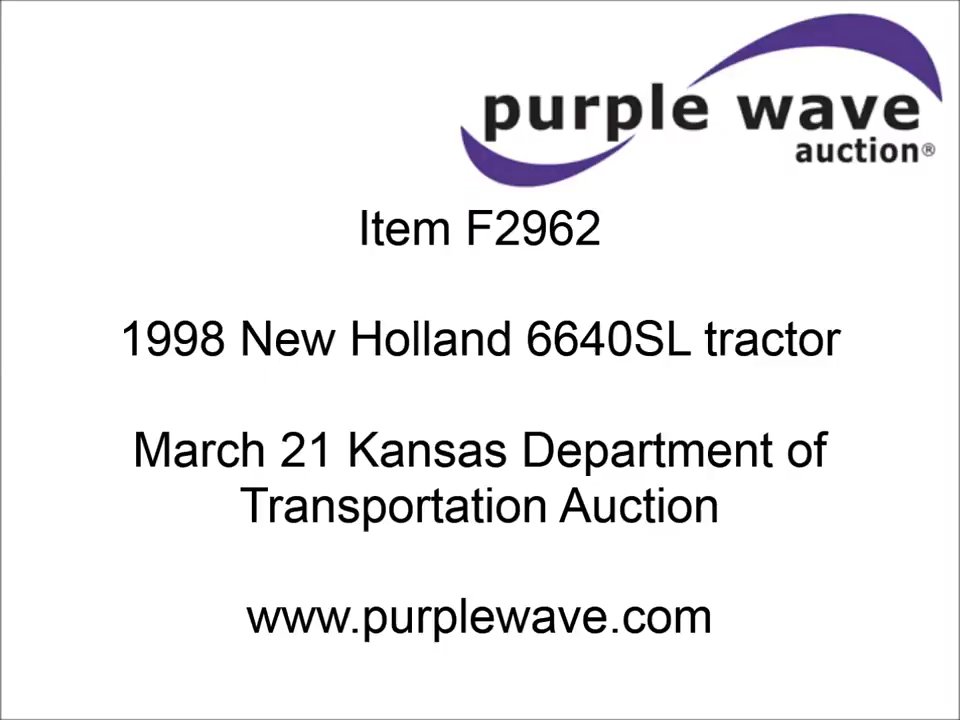 purple wave
auction®
Item F2962
1998 New Holland 6640SL tractor
March 21 Kansas Department of
Transportation Auction
www.purplewave.com